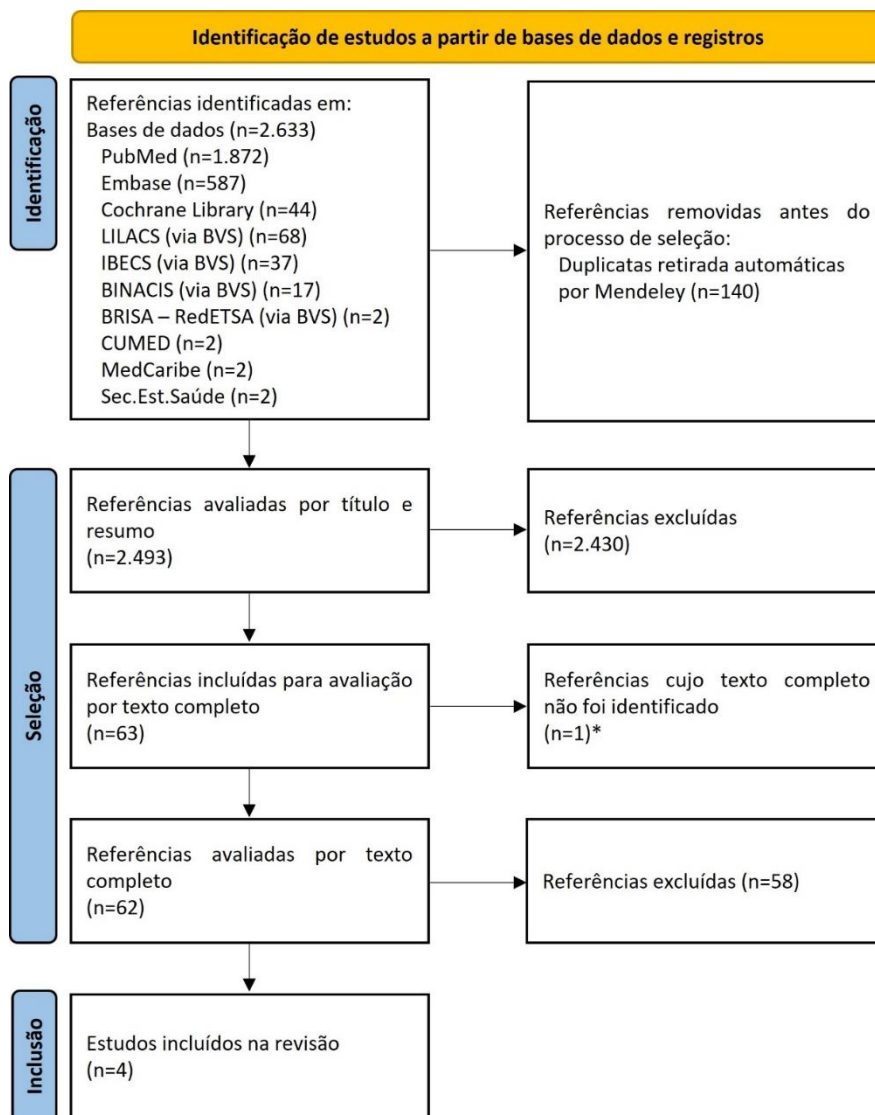 Identificação de estudos a partir de bases de dados e registros
Identificação
Referências identificadas em:
Bases de dados (n=2.633)
PubMed (n=1.872)
Embase (n=587)
Cochrane Library (n=44)
LILACS (via BVS) (n=68)
IBECS (via BVS) (n=37)
BINACIS (via BVS) (n=17)
BRISA – RedETSA (via BVS) (n=2)
CUMED (n=2)
MedCaribe (n=2)
Sec.Est.Saúde (n=2)
Referências removidas antes do
processo de seleção:
Duplicatas retirada automáticas
por Mendeley (n=140)
Seleção
Referências avaliadas por título e
resumo
(n=2.493)
Referências excluídas
(n=2.430)
Referências incluídas para avaliação
por texto completo
(n=63)
Referências cujo texto completo
não foi identificado
(n=1)*
Referências avaliadas por texto
completo
(n=62)
Referências excluídas (n=58)
Inclusão
Estudos incluídos na revisão
(n=4)